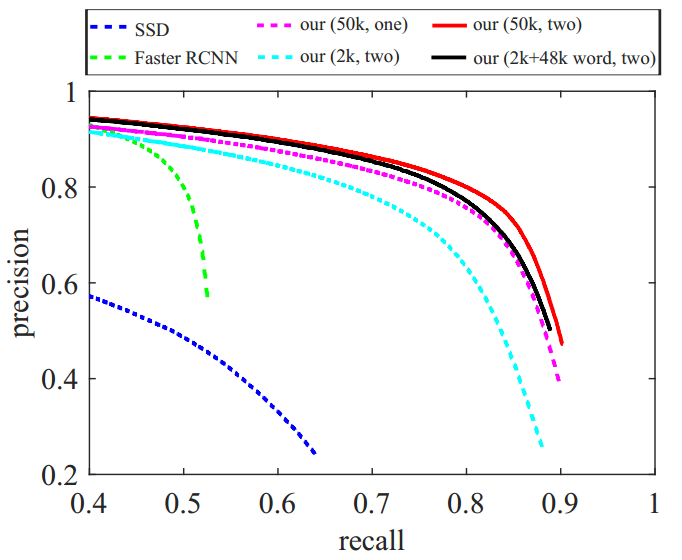 SSD
our (50k, one)
our (50k, two)
Faster RCNN
our (2k, two)
our (2k+48k word, two)
1
0.8
0.6
0.4
0.2
precision
0.4
0.5
0.6
0.7
0.8
0.9
1
recall